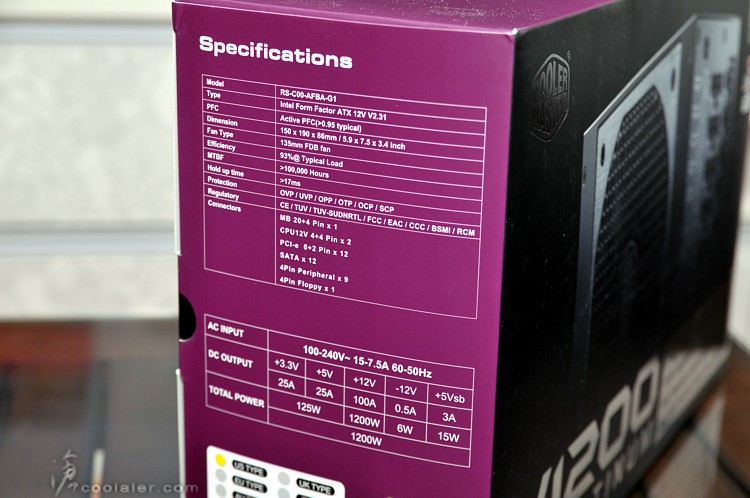 Specifications
Model RS-C00-AFBA-G1
Type Intel Form Factor ATX 12V V2.31
PFC Active PFC(>0.95 typical)
Dimension 150 x 190 x 86mm / 5.9 x 7.5 x 3.4 inch
Fan Type 135mm FDB fan
Efficiency 93%@ Typical Load
MTBF >100,000 Hours
Hold up time >17ms
Protection OVP / UVP / OPP / OTP / OCP / SCP
Regulatory CE / TUV / TUV-SUDNRTL / FCC / EAC / CCC / BSMI / RCM
Connectors MB 20+4 Pin x 1
CPU12V 4+4 Pin x 2
PCI-e 6+2 Pin x 12
SATA x 12
4Pin Peripheral x 9
4Pin Floppy x 1
AC INPUT 100-240V~ 15-7.5A 60-50Hz
DC OUTPUT +3.3V +5V +12V -12V +5Vsb
25A 25A 100A 0.5A 3A
TOTAL POWER 125W 1200W 6W 15W
1200W
US TYPE
UK TYPE
EU TYPE
COOLER
MASTER
V1200
coolaler.com